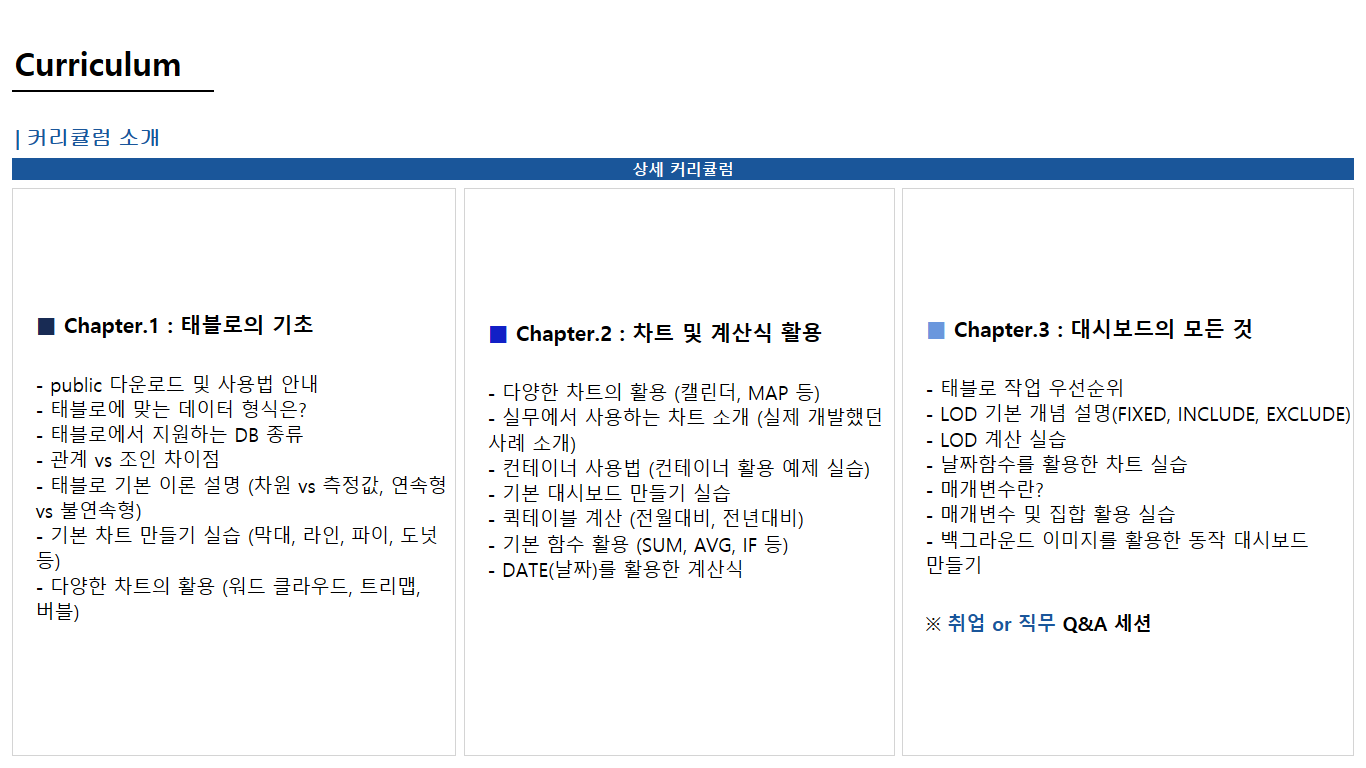 Curriculum
| 커리큘럼 소개
상세 커리큘럼
■ Chapter.1 : 태블로의 기초
- public 다운로드 및 사용법 안내
- 태블로에 맞는 데이터 형식은?
- 태블로에서 지원하는 DB 종류
- 관계 vs 조인 차이점
- 태블로 기본 이론 설명 (차원 vs 측정값, 연속형
vs 불연속형)
- 기본 차트 만들기 실습 (막대, 라인, 파이, 도넛
등)
- 다양한 차트의 활용 (워드 클라우드, 트리맵,
버블)
■ Chapter.2 : 차트 및 계산식 활용
- 다양한 차트의 활용 (캘린더, MAP 등)
- 실무에서 사용하는 차트 소개 (실제 개발했던
사례 소개)
- 컨테이너 사용법 (컨테이너 활용 예제 실습)
- 기본 대시보드 만들기 실습
- 퀵테이블 계산 (전월대비, 전년대비)
- 기본 함수 활용 (SUM, AVG, IF 등)
- DATE(날짜)를 활용한 계산식
■ Chapter.3 : 대시보드의 모든 것
- 태블로 작업 우선순위
- LOD 기본 개념 설명(FIXED, INCLUDE, EXCLUDE)
- LOD 계산 실습
- 날짜함수를 활용한 차트 실습
- 매개변수란?
- 매개변수 및 집합 활용 실습
- 백그라운드 이미지를 활용한 동작 대시보드
만들기
※ 취업 or 직무 Q&A 세션